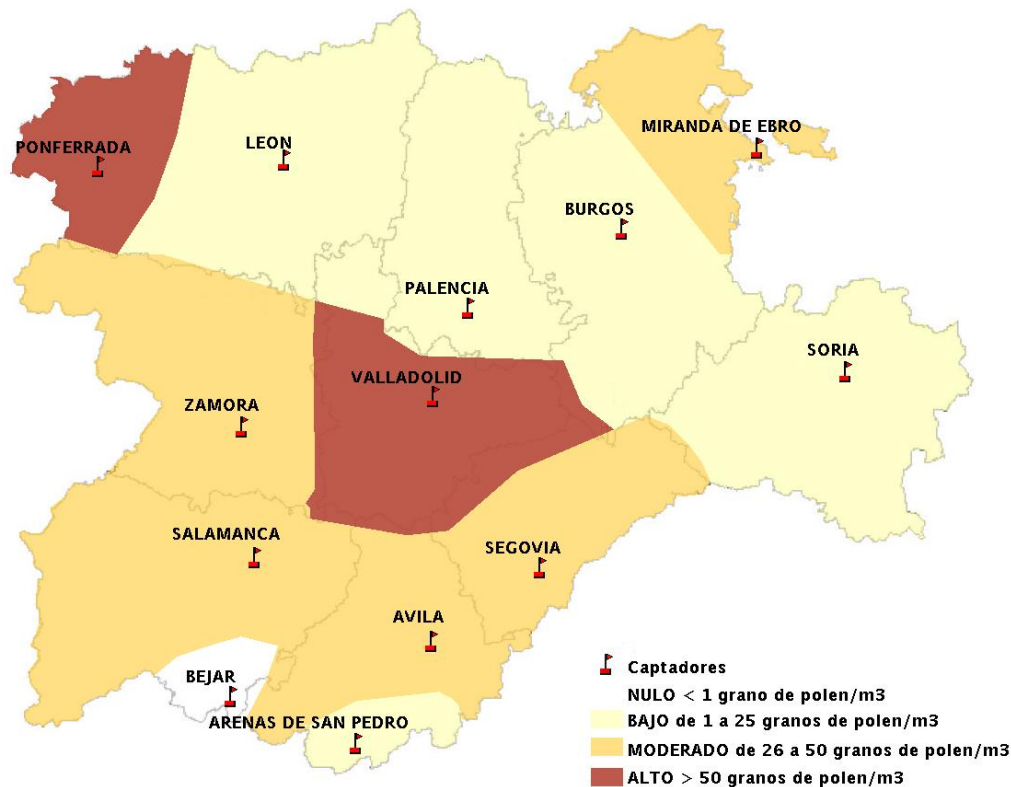 MIRANDA DE EBRO
PONFERRADA
LEON
BURGOS
PALENCIA
SORIA
VALLADOLID
ZAMORA
SALAMANCA
SEGOVIA
AVILA
BEJAR
ARENAS DE SAN PEDRO
Captadores
NULO < 1 grano de polen/m3
BAJO de 1 a 25 granos de polen/m3
MODERADO de 26 a 50 granos de polen/m3
ALTO > 50 granos de polen/m3